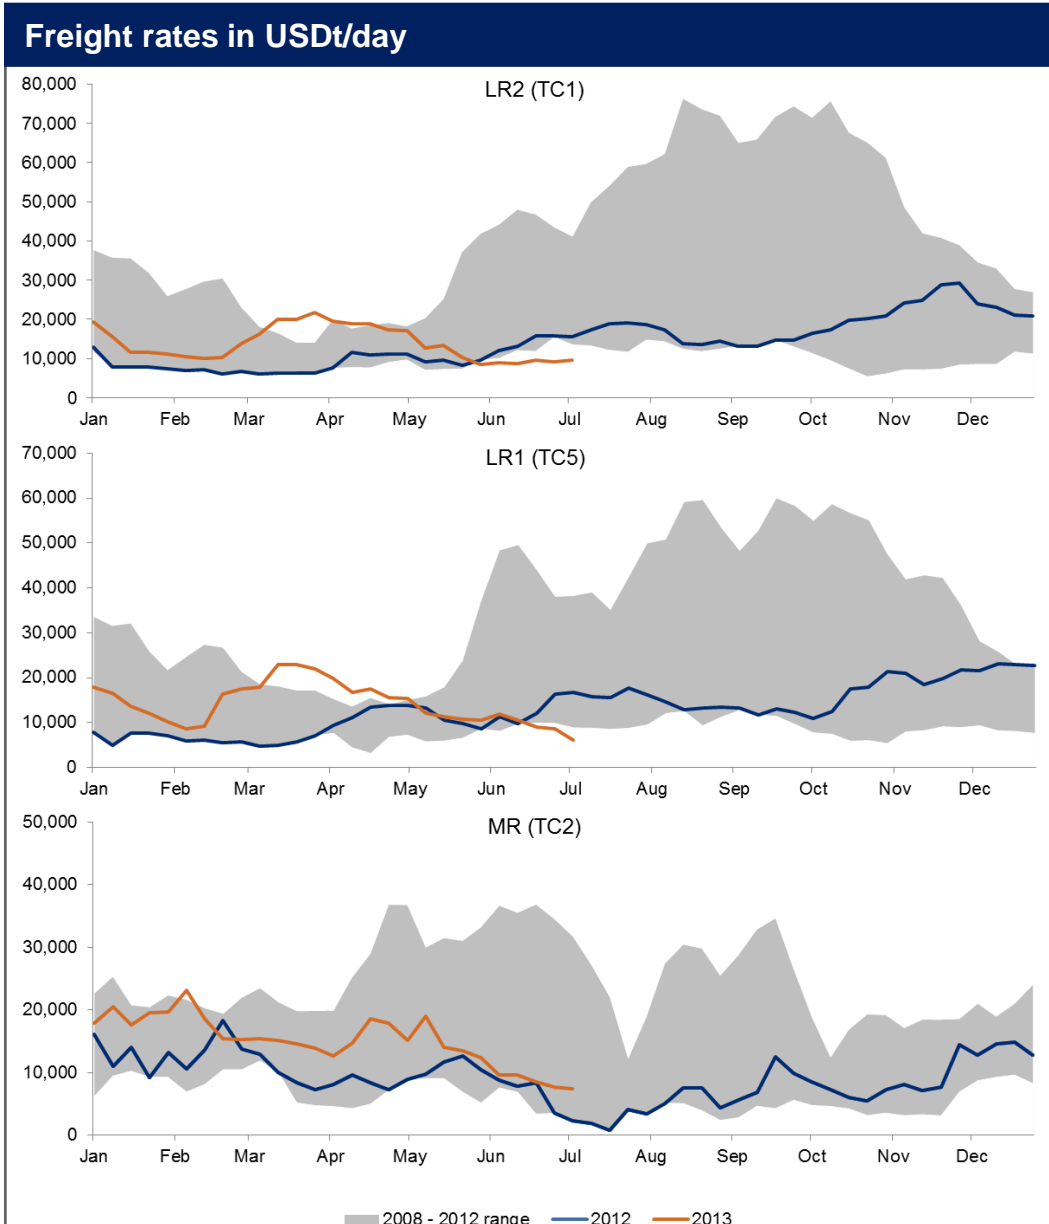 Freight rates in USDt/day
LR2 (TC1)
80,000
70,000
60,000
50,000
40,000
30,000
20,000
10,000
0
Jan Feb Mar Apr May Jun Jul Aug Sep Oct Nov Dec
LR1 (TC5)
70,000
60,000
50,000
40,000
30,000
20,000
10,000
0
Jan Feb Mar Apr May Jun Jul Aug Sep Oct Nov Dec
MR (TC2)
50,000
40,000
30,000
20,000
10,000
0
Jan Feb Mar Apr May Jun Jul Aug Sep Oct Nov Dec
2008 - 2012 range 2012 2013